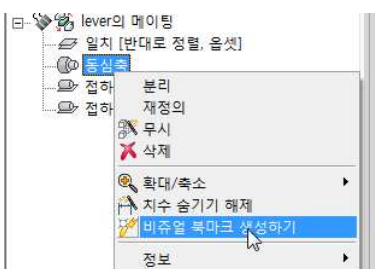 lever의 메이팅
일치 [반대로 정렬, 옵셋]
동심축
접하
접하
분리
재정의
무시
삭제
확대/축소
치수 숨기기 해제
비쥬얼 북마크 생성하기
정보